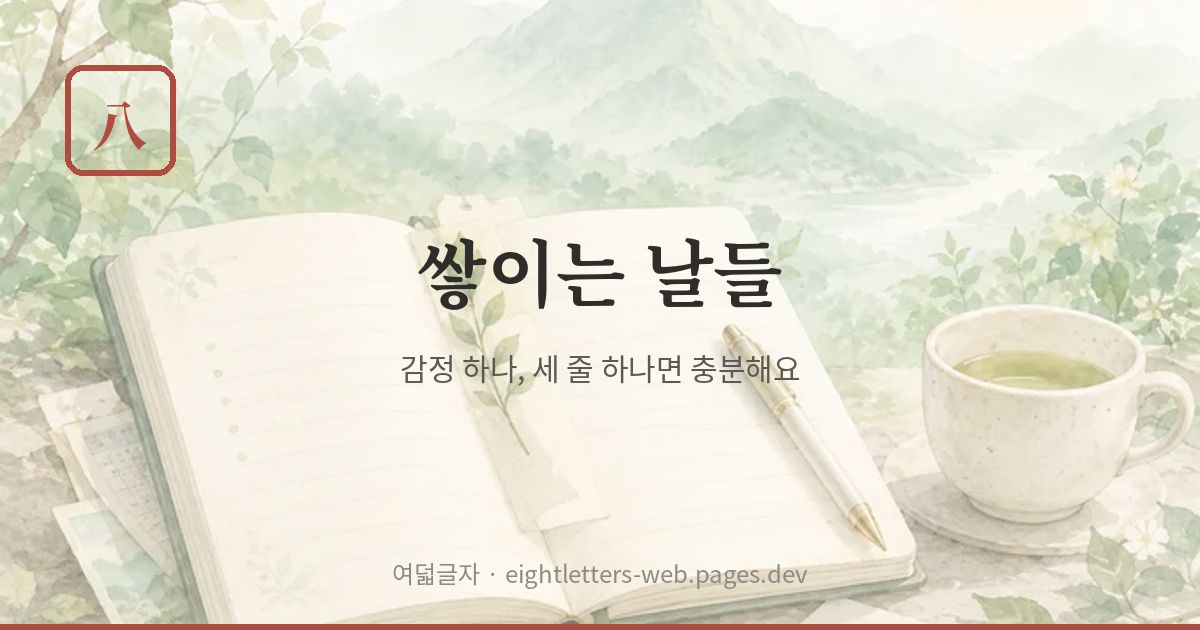 八
쌓이는 날들
감정 하나, 세 줄 하나면 충분해요
여덟글자 · eightletters-web.pages.dev